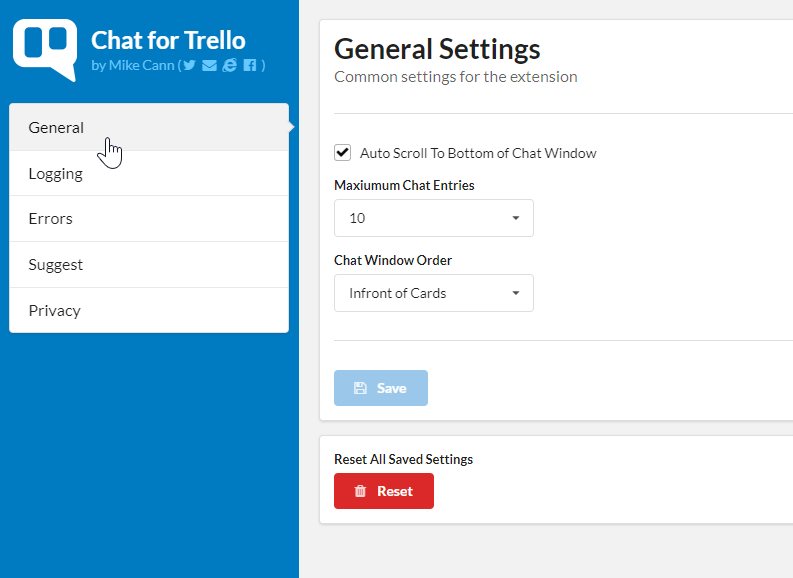 Chat for Trello
by Mike Cann ( )
General
Logging
Errors
Suggest
Privacy
General Settings
Common settings for the extension
Auto Scroll To Bottom of Chat Window
Maxiumum Chat Entries
10
Chat Window Order
Infront of Cards
Save
Reset All Saved Settings
Reset